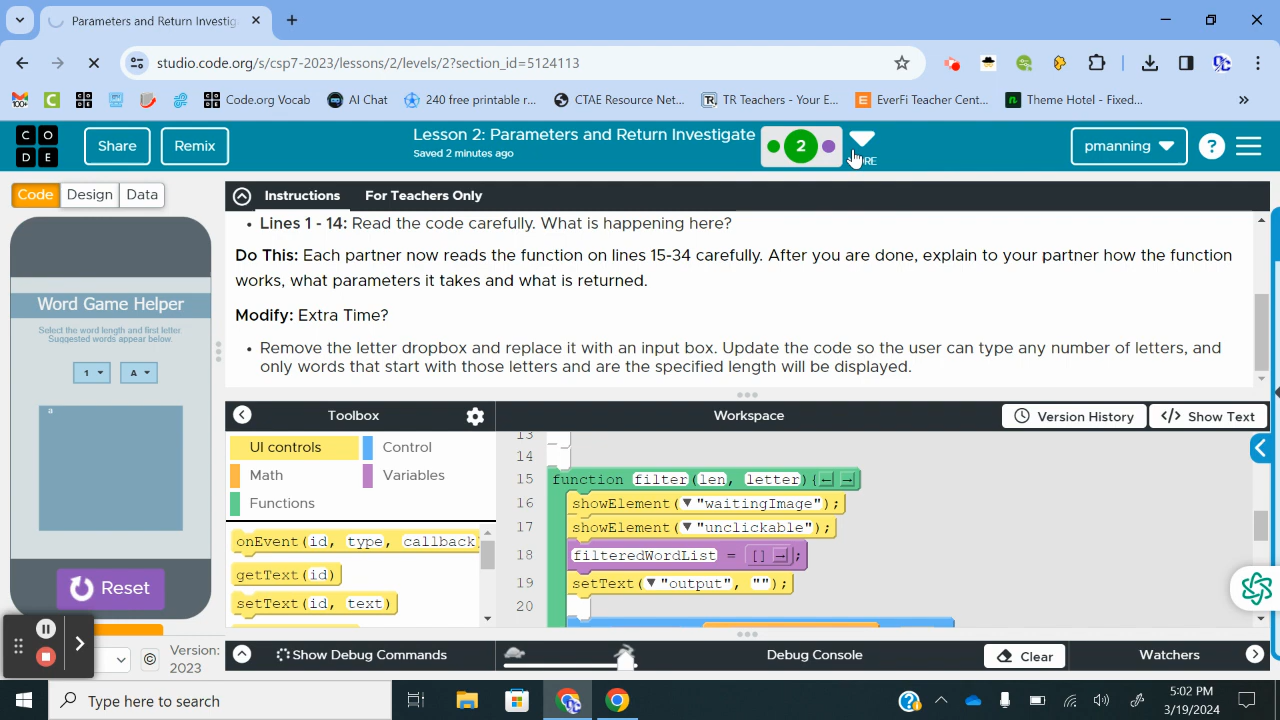 Parameters and Return Investig
studio.code.org/s/csp7-2023/lessons/2/levels/2?section_id=5124113
Code.org Vocab
AI Chat
240 free printable r...
CTAE Resource Net...
TR Teachers - Your E...
EverFi Teacher Cent...
Theme Hotel - Fixed...
»
C O
D E
Share
Remix
Lesson 2: Parameters and Return Investigate
Saved 2 minutes ago
2
pmanning
?
Code
Design
Data
Instructions
For Teachers Only
• Lines 1 - 14: Read the code carefully. What is happening here?
Do This: Each partner now reads the function on lines 15-34 carefully. After you are done, explain to your partner how the function
works, what parameters it takes and what is returned.
Modify: Extra Time?
• Remove the letter dropbox and replace it with an input box. Update the code so the user can type any number of letters, and
only words that start with those letters and are the specified length will be displayed.
Word Game Helper
Select the word length and first letter.
Suggested words appear below.
1
A
a
Reset
Version:
2023
Toolbox
Workspace
Version History
Show Text
UI controls
Control
Math
Variables
Functions
onEvent(id, type, callback)
getText(id)
setText(id, text)
13
14
15 function filter(len, letter){
16 showElement("waitingImage");
17 showElement("unclickable");
18 filteredWordList = [];
19 setText("output", "");
20
Show Debug Commands
Debug Console
Clear
Watchers
Type here to search
5:02 PM
3/19/2024